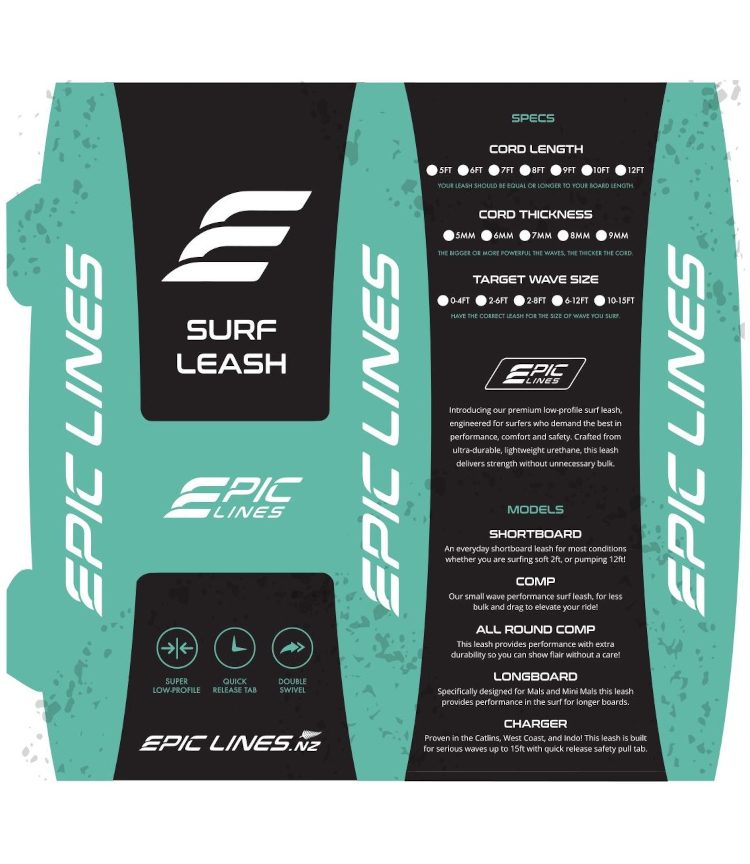 EPIC LINES
SURF
LEASH
EPIC
LINES
SUPER
LOW-PROFILE
QUICK
RELEASE TAB
DOUBLE
SWIVEL
EPIC LINES.NZ
EPIC LINES
SPECS
CORD LENGTH
5FT 6FT 7FT 8FT 9FT 10FT 12FT
YOUR LEASH SHOULD BE EQUAL OR LONGER TO YOUR BOARD LENGTH.
CORD THICKNESS
5MM 6MM 7MM 8MM 9MM
THE BIGGER OR MORE POWERFUL THE WAVES, THE THICKER THE CORD.
TARGET WAVE SIZE
0-4FT 2-6FT 2-8FT 6-12FT 10-15FT
HAVE THE CORRECT LEASH FOR THE SIZE OF WAVE YOU SURF.
EPIC
LINES
Introducing our premium low-profile surf leash,
engineered for surfers who demand the best in
performance, comfort and safety. Crafted from
ultra-durable, lightweight urethane, this leash
delivers strength without unnecessary bulk.
MODELS
SHORTBOARD
An everyday shortboard leash for most conditions
whether you are surfing soft 2ft, or pumping 12ft!
COMP
Our small wave performance surf leash, for less
bulk and drag to elevate your ride!
ALL ROUND COMP
This leash provides performance with extra
durability so you can show flair without a care!
LONGBOARD
Specifically designed for Mals and Mini Mals this leash
provides performance in the surf for longer boards.
CHARGER
Proven in the Catlins, West Coast, and Indo! This leash is built
for serious waves up to 15ft with quick release safety pull tab.
EPIC LINES